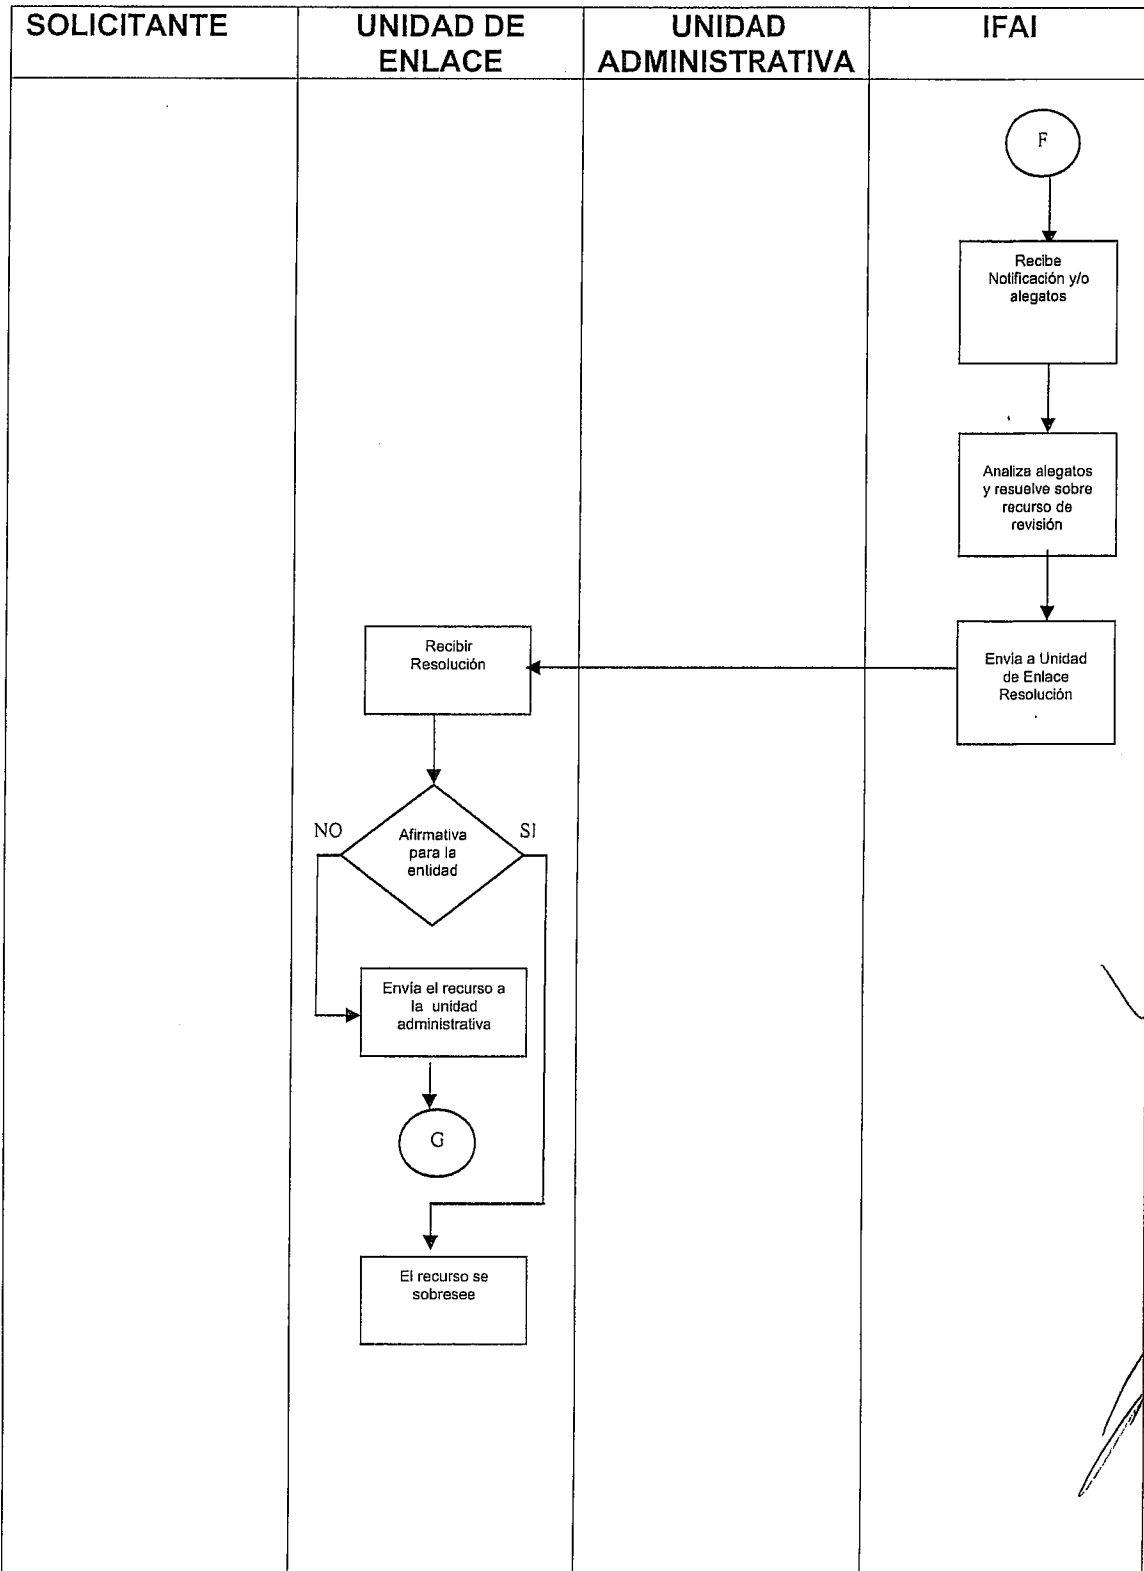 SOLICITANTE
UNIDAD DE
ENLACE
UNIDAD
ADMINISTRATIVA
IFAI
F
Recibe
Notificación y/o
alegatos
Analiza alegatos
y resuelve sobre
recurso de
revisión
Envía a Unidad
de Enlace
Resolución
Recibir
Resolución
NO
Afirmativa
para la
entidad
SI
Envía el recurso a
la unidad
administrativa
G
El recurso se
sobresee